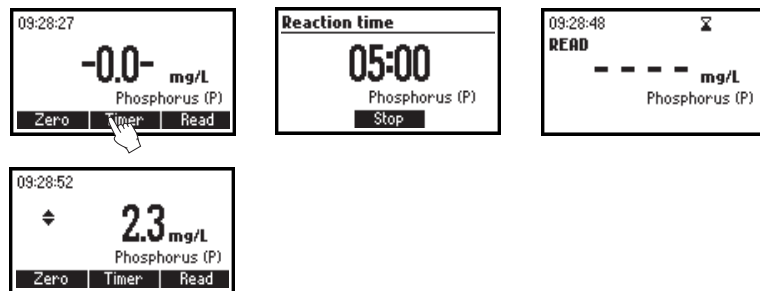 09:28:27
-0.0- mg/L
Phosphorus (P)
Zero Timer Read
Reaction time
05:00
Phosphorus (P)
Stop
09:28:48
READ
- - - - mg/L
Phosphorus (P)
09:28:52
2.3 mg/L
Phosphorus (P)
Zero Timer Read